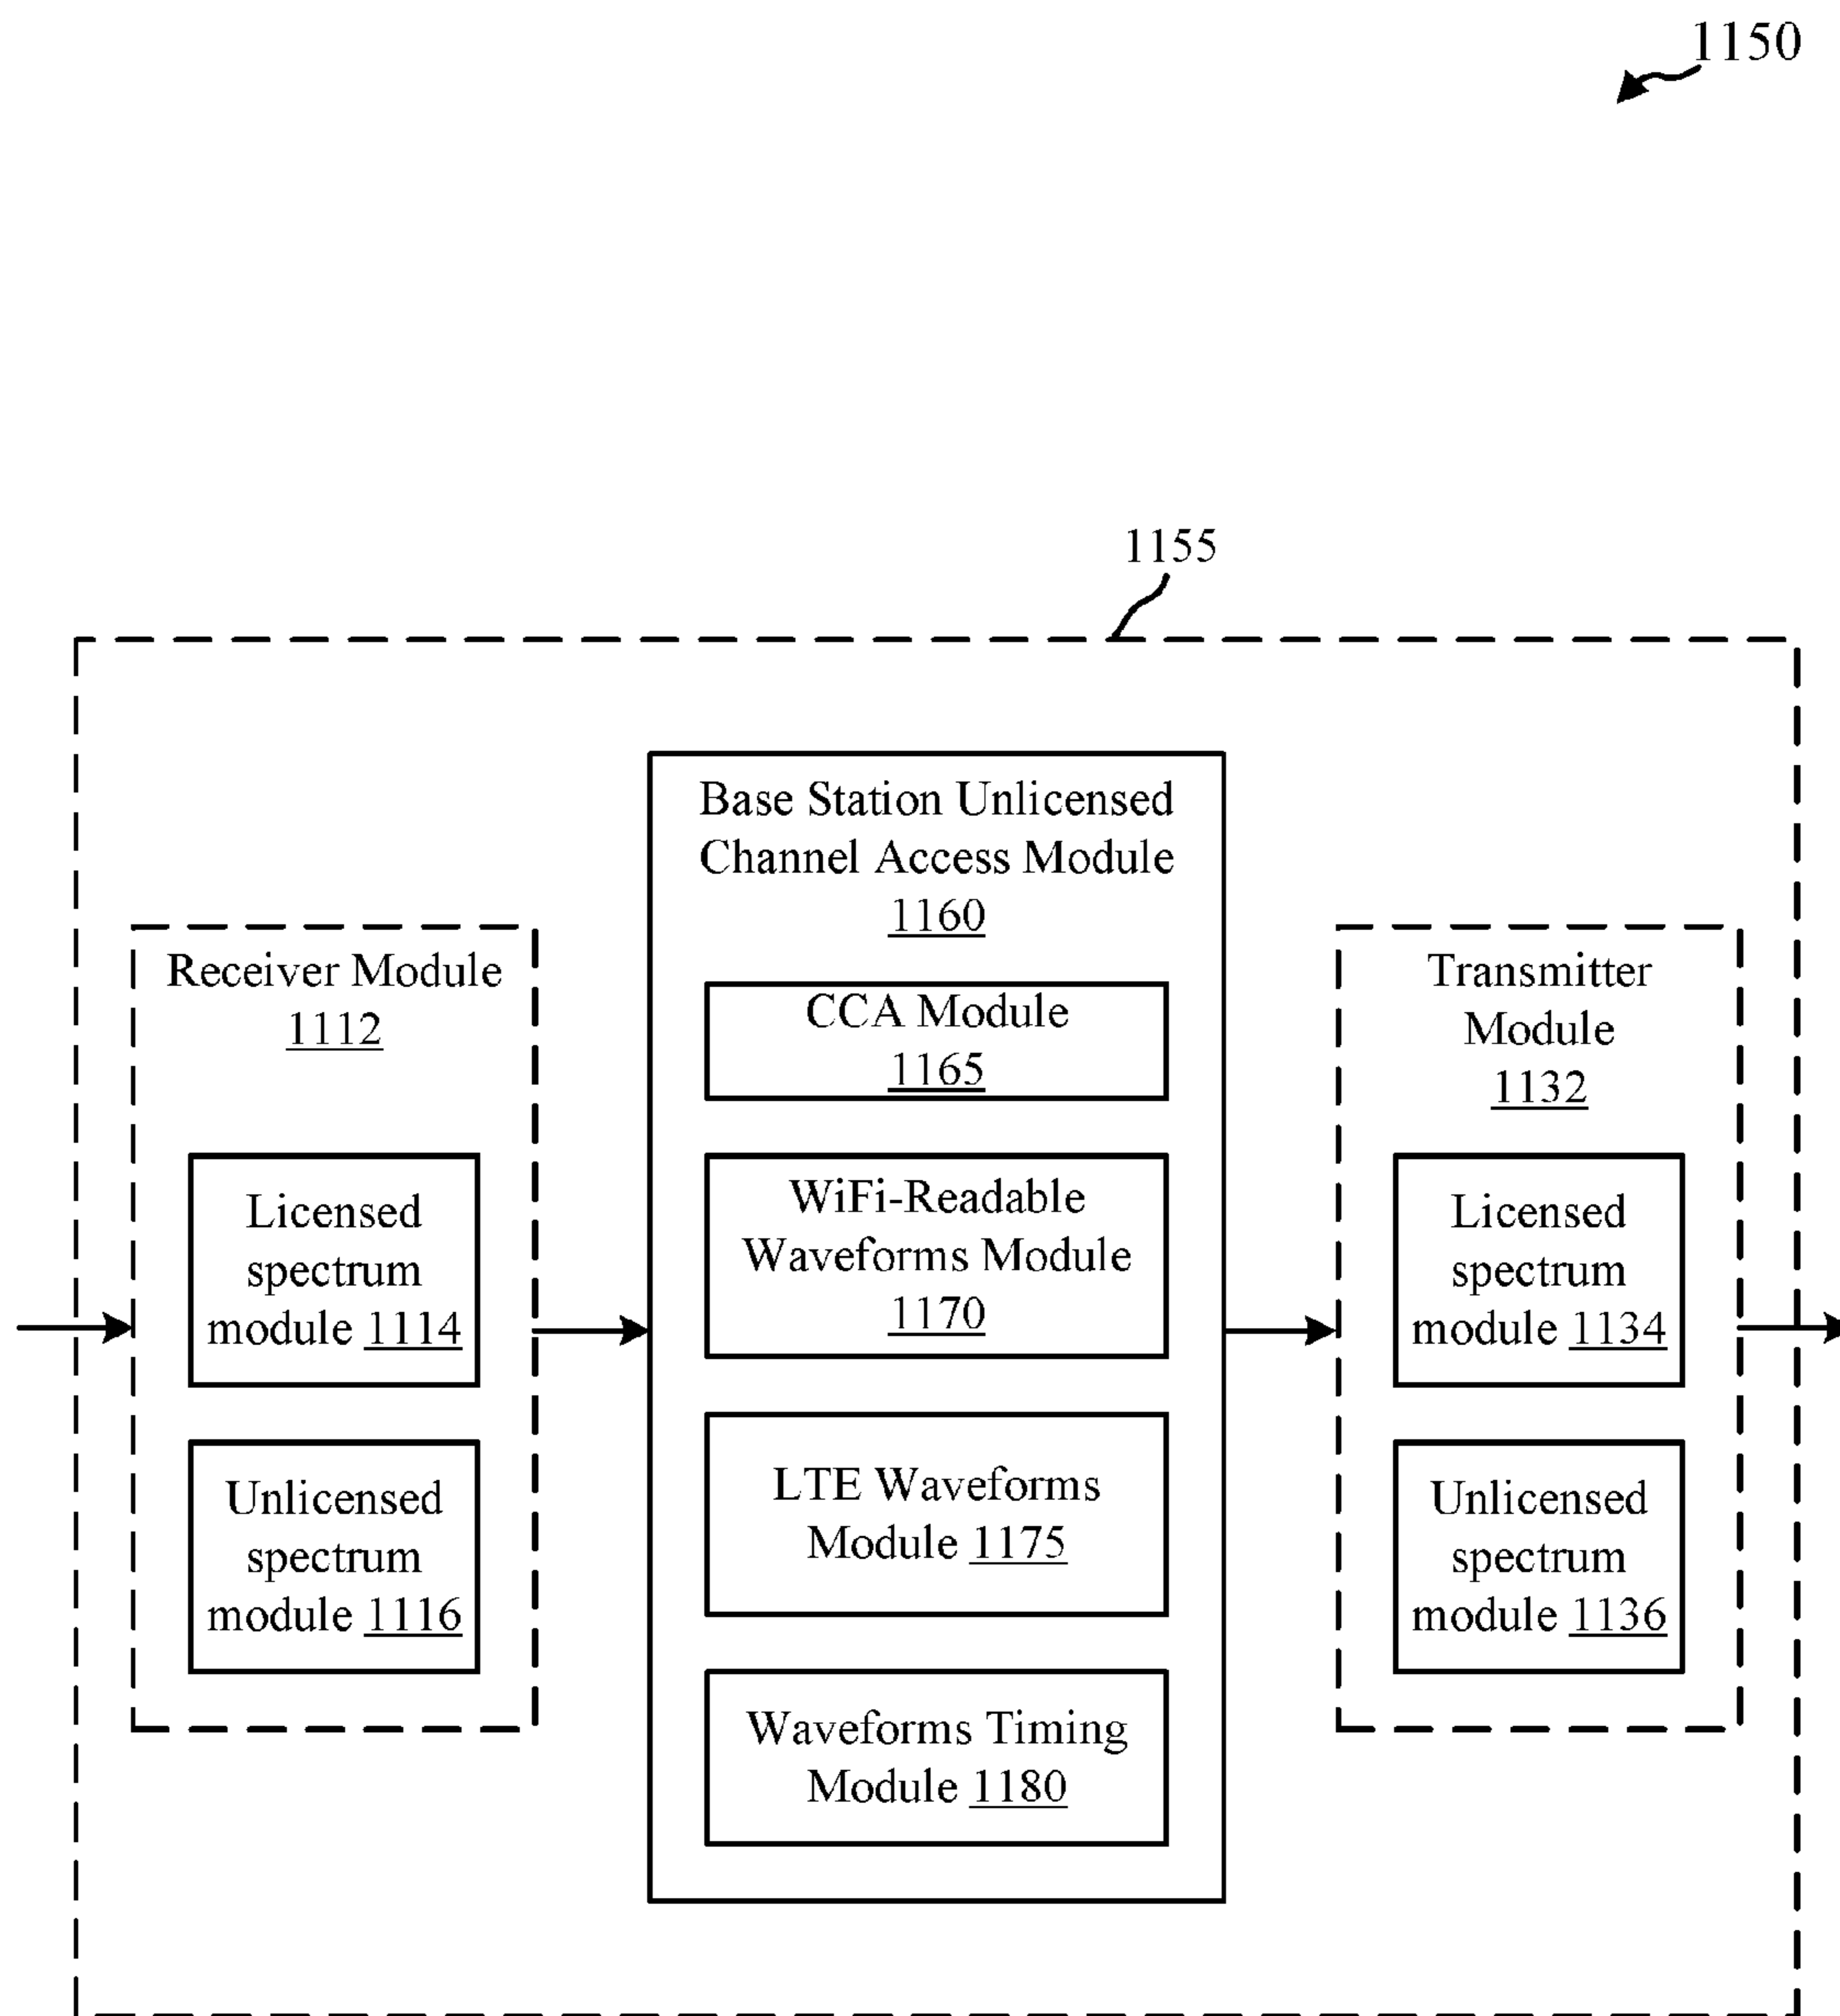 1150
1155
Receiver Module
1112
Licensed
spectrum
module 1114
Unlicensed
spectrum
module 1116
Base Station Unlicensed
Channel Access Module
1160
CCA Module
1165
WiFi-Readable
Waveforms Module
1170
LTE Waveforms
Module 1175
Waveforms Timing
Module 1180
Transmitter
Module
1132
Licensed
spectrum
module 1134
Unlicensed
spectrum
module 1136